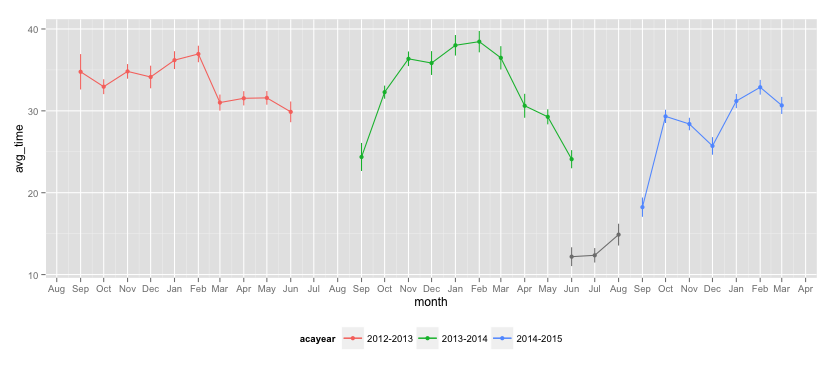 40
30
20
10
avg_time
Aug Sep Oct Nov Dec Jan Feb Mar Apr May Jun Jul Aug Sep Oct Nov Dec Jan Feb Mar Apr May Jun Jul Aug Sep Oct Nov Dec Jan Feb Mar Apr
month
acayear 2012-2013 2013-2014 2014-2015